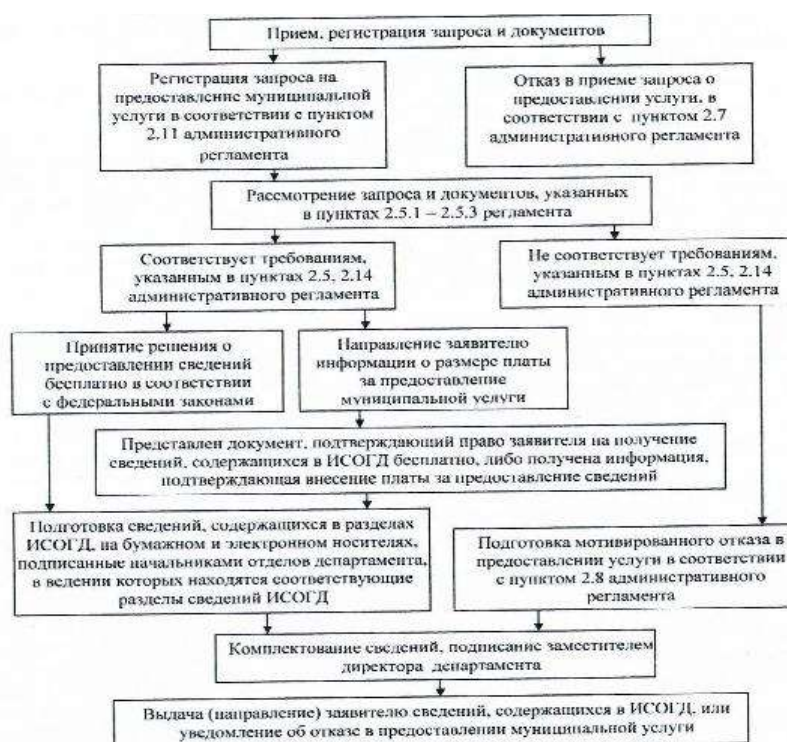 Прием, регистрация запроса и документов
Регистрация запроса на
предоставление муниципальной
услуги в соответствии с пунктом
2.11 административного
регламента
Отказ в приеме запроса о
предоставлении услуги, в
соответствии с пунктом 2.7
административного регламента
Рассмотрение запроса и документов, указанных
в пунктах 2.5.1 – 2.5.3 регламента
Соответствует требованиям,
указанным в пунктах 2.5, 2.14
административного регламента
Не соответствует требованиям,
указанным в пунктах 2.5, 2.14
административного регламента
Принятие решения о
предоставлении сведений
бесплатно в соответствии
с федеральными законами
Направление заявителю
информации о размере платы
за предоставление
муниципальной услуги
Представлен документ, подтверждающий право заявителя на получение
сведений, содержащихся в ИСОГД бесплатно, либо получена информация,
подтверждающая внесение платы за предоставление сведений
Подготовка сведений, содержащихся в разделах
ИСОГД, на бумажном и электронном носителях,
подписанные начальниками отделов департамента,
в ведении которых находятся соответствующие
разделы сведений ИСОГД
Подготовка мотивированного отказа в
предоставлении услуги в соответствии
с пунктом 2.8 административного
регламента
Комплектование сведений, подписание заместителем
директора департамента
Выдача (направление) заявителю сведений, содержащихся в ИСОГД, или
уведомление об отказе в предоставлении муниципальной услуги